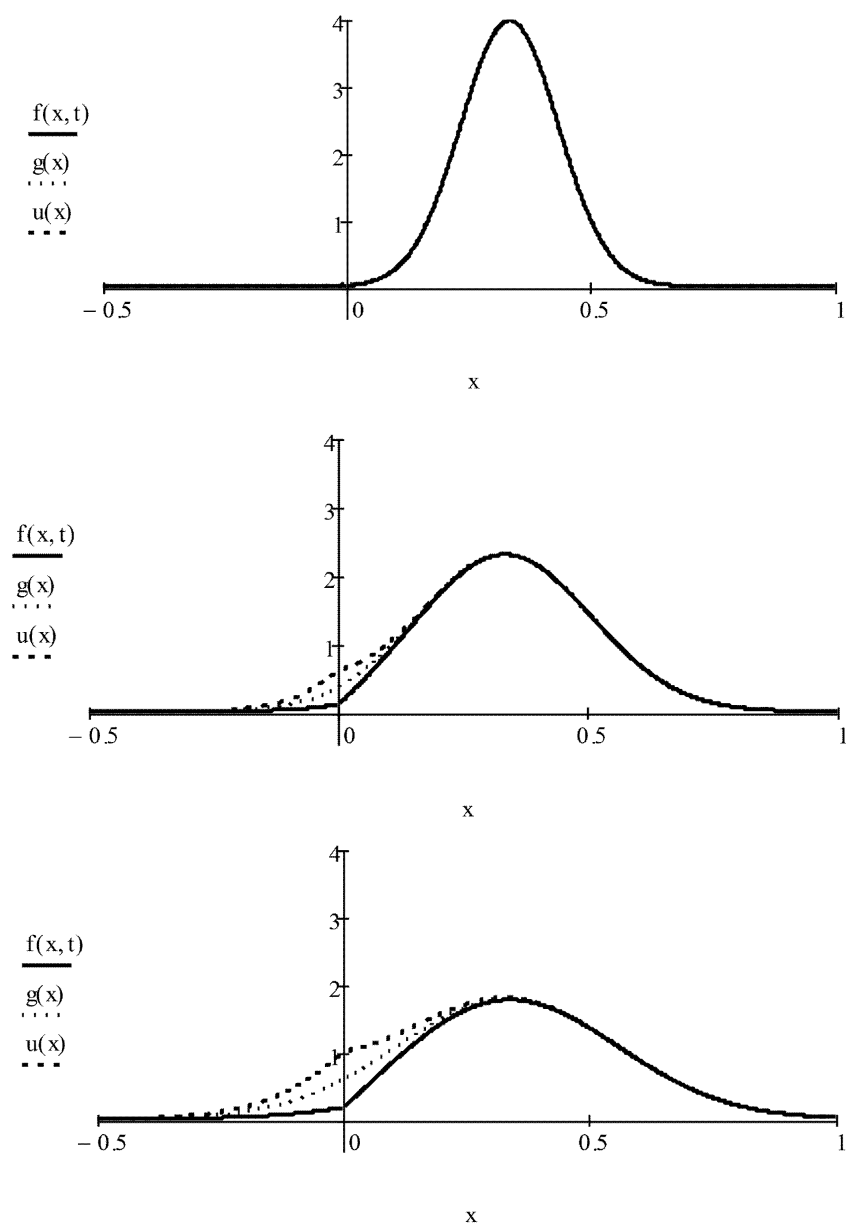 4
3
f(x, t)
g(x)
2
u(x)
1
– 0.5 0 0.5 1
x
4
3
f(x, t)
g(x)
2
u(x)
1
– 0.5 0 0.5 1
x
4
3
f(x, t)
g(x)
2
u(x)
1
– 0.5 0 0.5 1
x